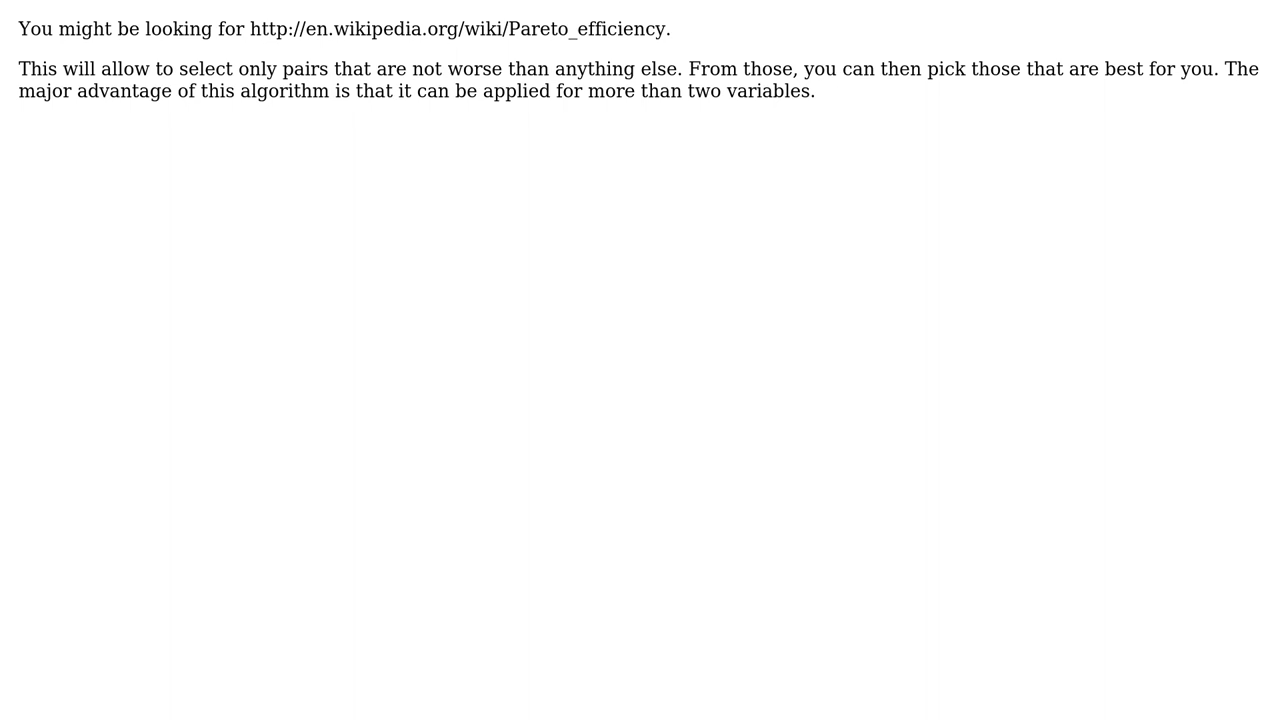 You might be looking for http://en.wikipedia.org/wiki/Pareto_efficiency.
This will allow to select only pairs that are not worse than anything else. From those, you can then pick those that are best for you. The
major advantage of this algorithm is that it can be applied for more than two variables.